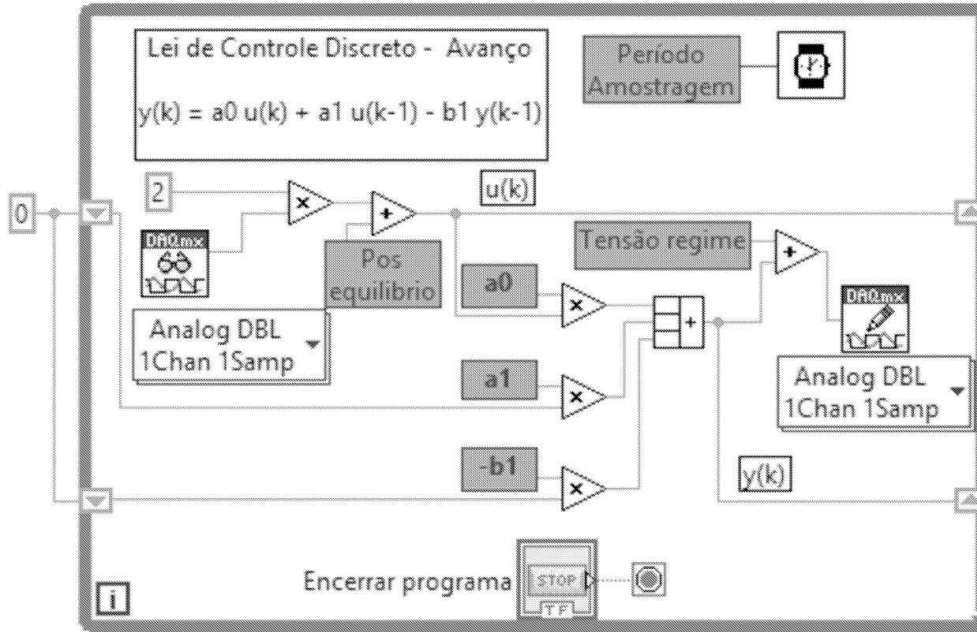 Lei de Controle Discreto - Avanço
y(k) = a0 u(k) + a1 u(k-1) - b1 y(k-1)
Período
Amostragem
0
2
u(k)
DAQmx
Pos
equilibrio
Analog DBL
1Chan 1Samp
a0
Tensão regime
DAQmx
Analog DBL
1Chan 1Samp
a1
-b1
y(k)
Encerrar programa
STOP
TF
i